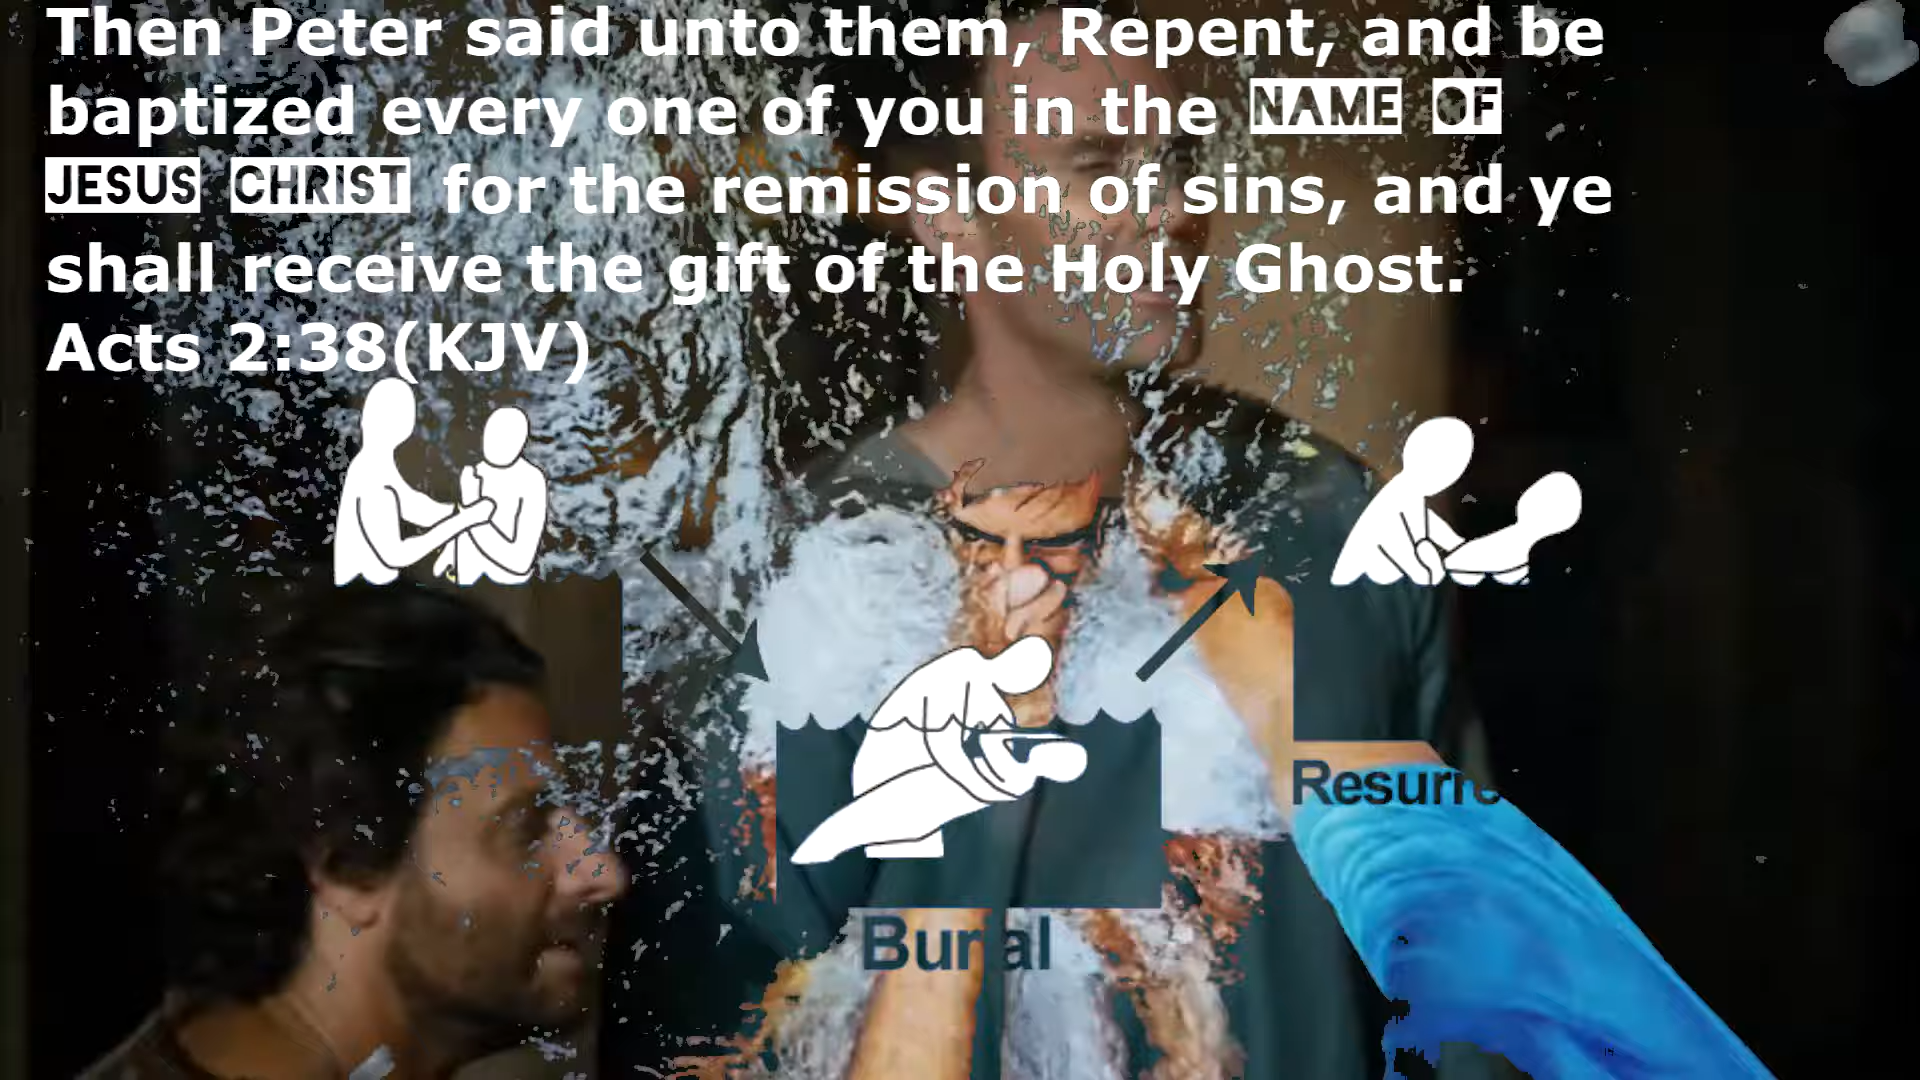 Then Peter said unto them, Repent, and be
baptized every one of you in the NAME OF
JESUS CHRIST for the remission of sins, and ye
shall receive the gift of the Holy Ghost.
Acts 2:38(KJV)
Burial